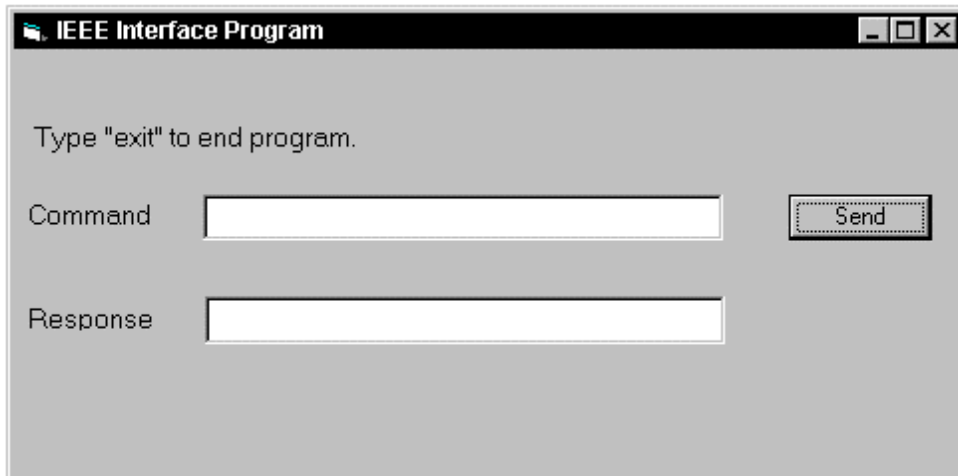 IEEE Interface Program
Type "exit" to end program.
Command
Send
Response